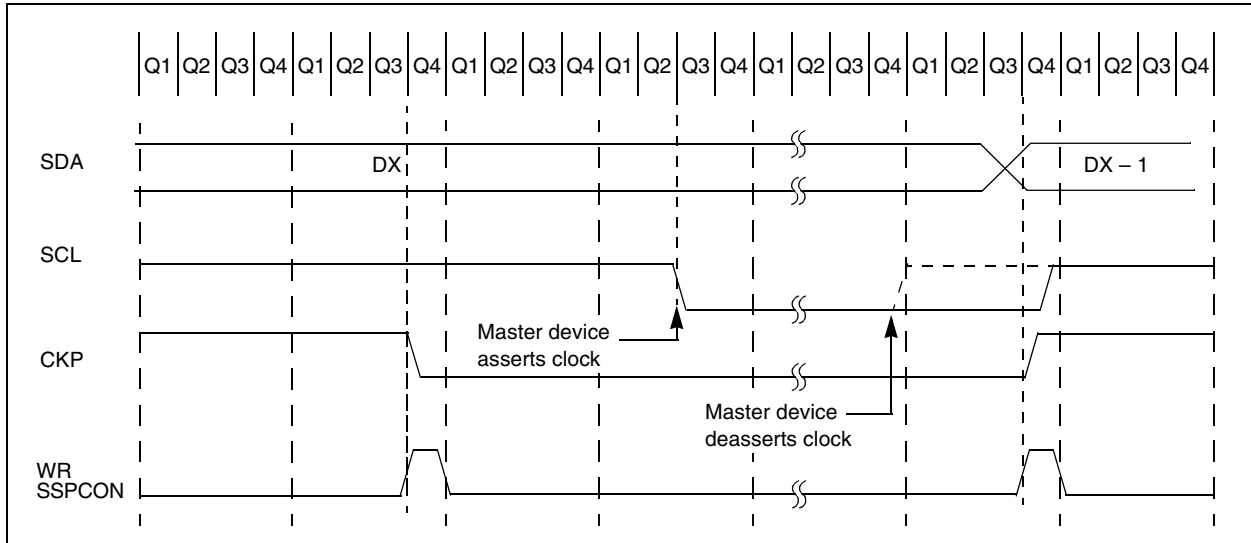 Q1 Q2 Q3 Q4 Q1 Q2 Q3 Q4 Q1 Q2 Q3 Q4 Q1 Q2 Q3 Q4 Q1 Q2 Q3 Q4 Q1 Q2 Q3 Q4 Q1 Q2 Q3 Q4
SDA
DX
DX – 1
SCL
Master device
asserts clock
CKP
Master device
deasserts clock
WR
SSPCON